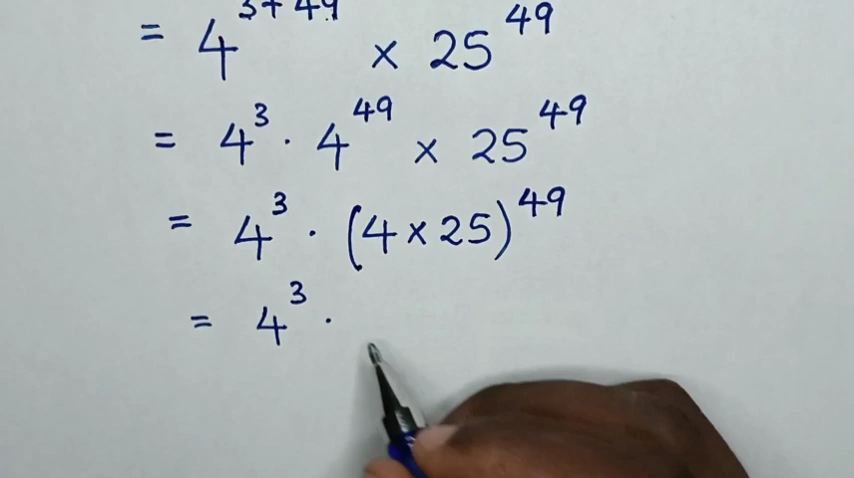 = 4^{3+49} × 25^{49}
= 4^3 · 4^{49} × 25^{49}
= 4^3 · (4×25)^{49}
= 4^3 ·